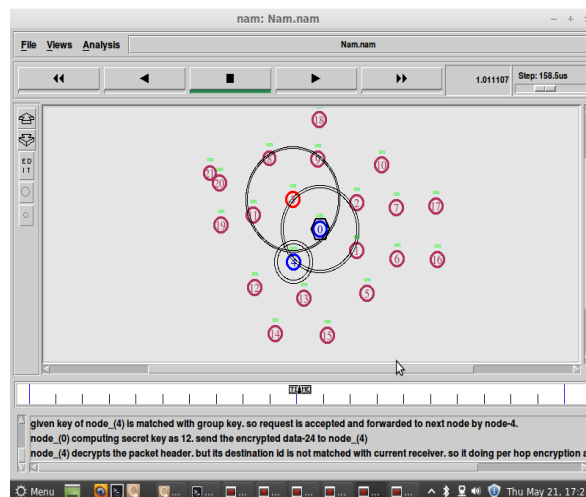 nam: Nam.nam
File Views Analysis Nam.nam
1.011107 Step: 158.5us
ED
IT
18
8 9
10
21
20
3
2
7 17
11
19
0
1
4
6 16
12
13
5
14 15
TIME
given key of node_(4) is matched with group key. so request is accepted and forwarded to next node by node-4.
node_(0) computing secret key as 12. send the encrypted data-24 to node_(4)
node_(4) decrypts the packet header. but its destination id is not matched with current receiver. so it doing per hop encryption a
Menu ... ... ... ... ... ... ... Thu May 21, 17:2